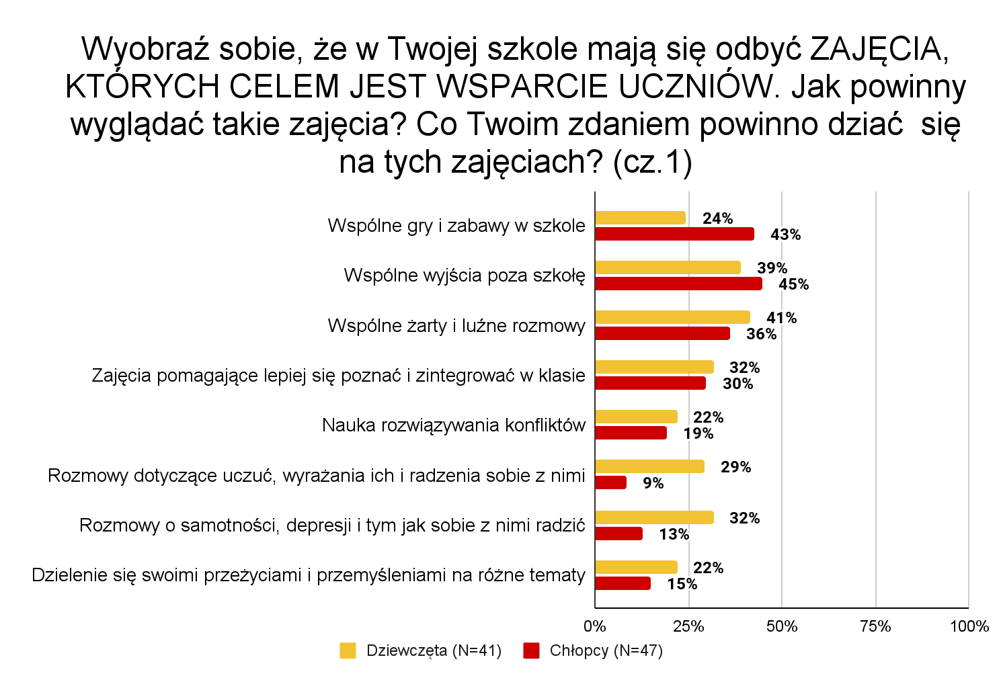 Wyobraź sobie, że w Twojej szkole mają się odbyć ZAJĘCIA,
KTÓRYCH CELEM JEST WSPARCIE UCZNIÓW. Jak powinny
wyglądać takie zajęcia? Co Twoim zdaniem powinno dziać  się
na tych zajęciach? (cz.1)
Wspólne gry i zabawy w szkole
24%
43%
Wspólne wyjścia poza szkołę
39%
45%
Wspólne żarty i luźne rozmowy
41%
36%
Zajęcia pomagające lepiej się poznać i zintegrować w klasie
32%
30%
Nauka rozwiązywania konfliktów
22%
19%
Rozmowy dotyczące uczuć, wyrażania ich i radzenia sobie z nimi
29%
9%
Rozmowy o samotności, depresji i tym jak sobie z nimi radzić
32%
13%
Dzielenie się swoimi przeżyciami i przemyśleniami na różne tematy
22%
15%
0% 25% 50% 75% 100%
Dziewczęta (N=41) Chłopcy (N=47)